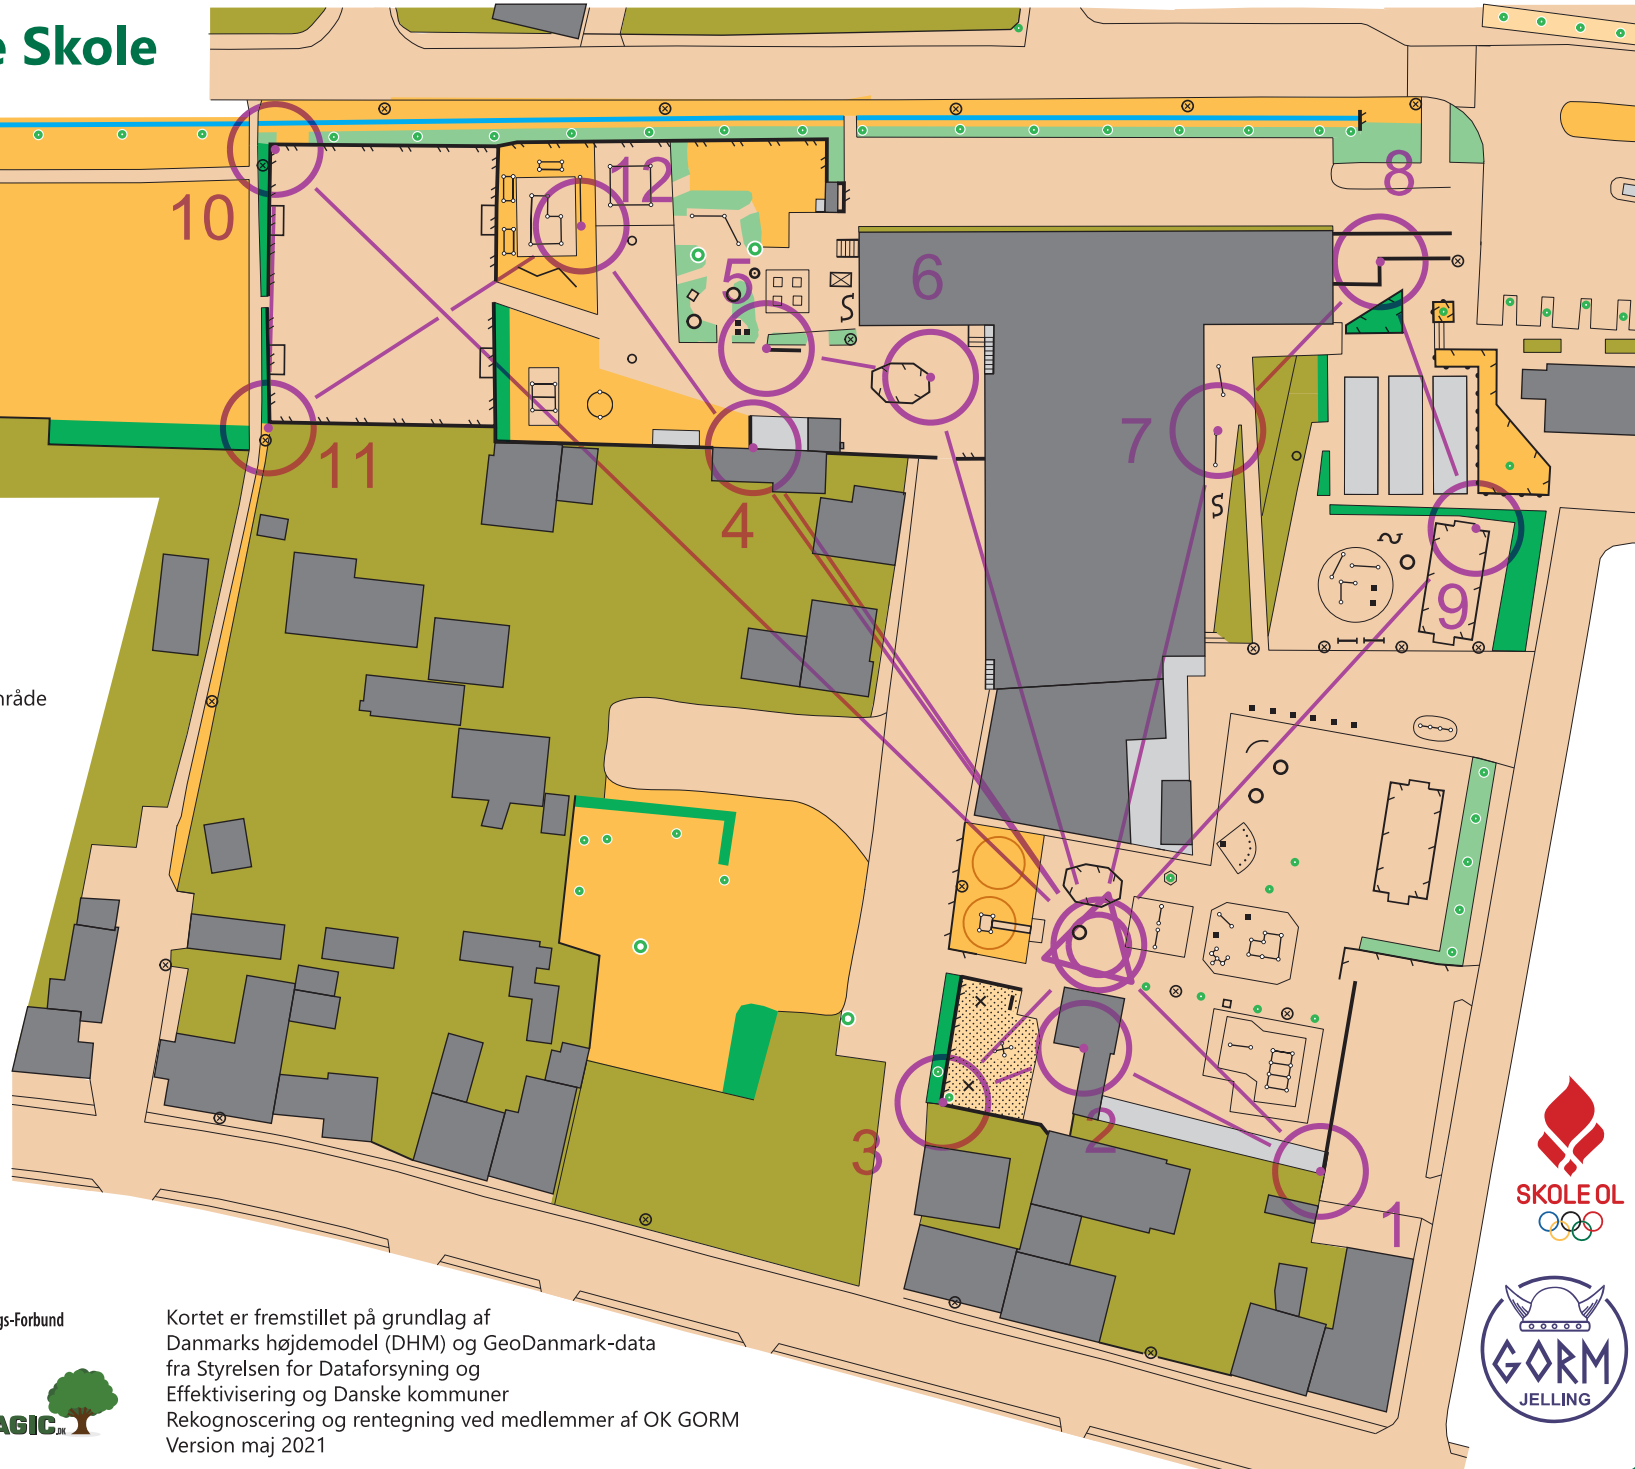 e Skole
10
12
5
6
8
7
11
4
9
3
2
1
nråde
SKOLE OL
GORM
JELLING
gs-Forbund
AGIC.DK
Kortet er fremstillet på grundlag af
Danmarks højdemodel (DHM) og GeoDanmark-data
fra Styrelsen for Dataforsyning og
Effektivisering og Danske kommuner
Rekognoscering og rentegning ved medlemmer af OK GORM
Version maj 2021